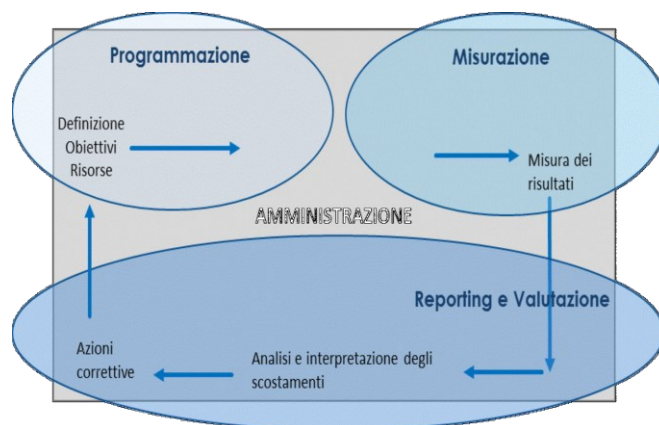 Programmazione
Misurazione
Definizione
Obiettivi
Risorse
Misura dei
risultati
AMMINISTRAZIONE
Reporting e Valutazione
Azioni
correttive
Analisi e interpretazione degli
scostamenti